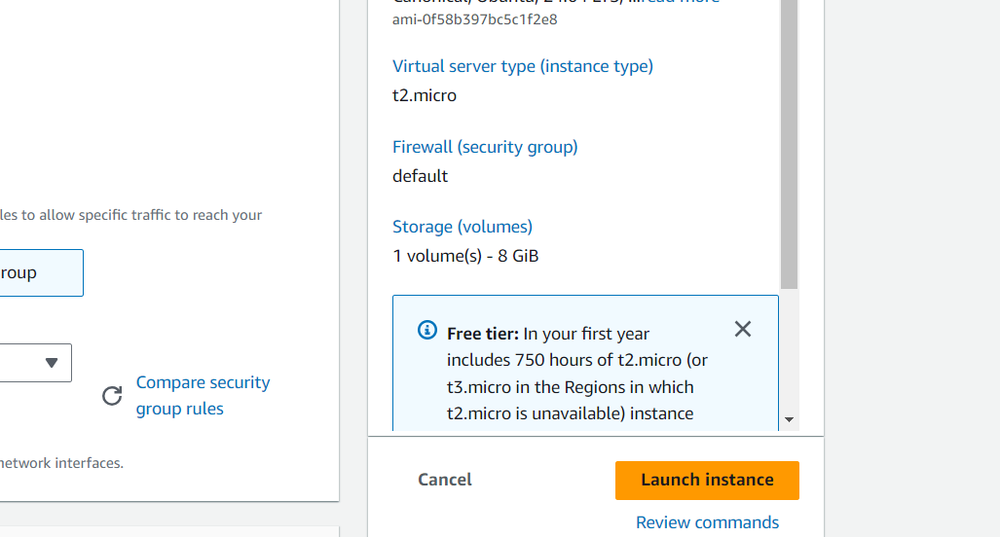 ami-0f58b397bc5c1f2e8
Virtual server type (instance type)
t2.micro
Firewall (security group)
default
les to allow specific traffic to reach your
Storage (volumes)
roup
1 volume(s) - 8 GiB
Free tier: In your first year
includes 750 hours of t2.micro (or
t3.micro in the Regions in which
t2.micro is unavailable) instance
Compare security
group rules
network interfaces.
Cancel
Launch instance
Review commands